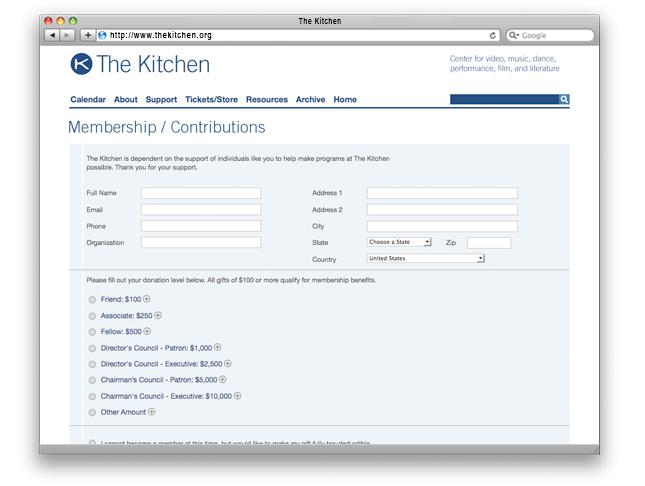 The Kitchen
http://www.thekitchen.org
Google
The Kitchen
Center for video, music, dance,
performance, film, and literature
Calendar About Support Tickets/Store Resources Archive Home
Membership / Contributions
The Kitchen is dependent on the support of individuals like you to help make programs at The Kitchen
possible. Thank you for your support.
Full Name
Email
Phone
Organization
Address 1
Address 2
City
State Choose a State Zip
Country United States
Please fill out your donation level below. All gifts of $100 or more qualify for membership benefits.
Friend: $100
Associate: $250
Fellow: $500
Director's Council - Patron: $1,000
Director's Council - Executive: $2,500
Chairman's Council - Patron: $5,000
Chairman's Council - Executive: $10,000
Other Amount
I cannot become a member at this time, but would like to make my gift fully tax-deductible